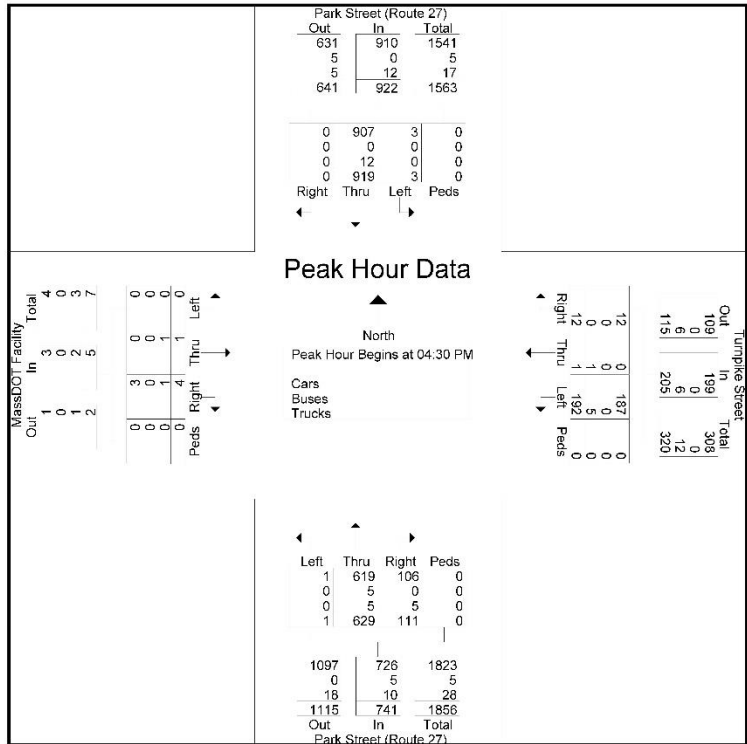 Park Street (Route 27)
Out In Total
631 910 1541
5 0 5
5 12 17
641 922 1563
0 907 3 0
0 0 0 0
0 12 0 0
0 919 3 0
Right Thru Left Peds
MassDOT Facility
Out In Total
1 3 4
0 0 0
1 2 3
2 5 7
0 3 0 0
0 0 0 0
0 1 1 0
0 4 1 0
Peds Right Thru Left
Peak Hour Data
North
Peak Hour Begins at 04:30 PM
Cars
Buses
Trucks
Turnpike Street
Out In Total
109 199 308
0 0 0
6 6 12
115 205 320
12 0 187 0
0 0 0 0
0 1 5 0
12 1 192 0
Right Thru Left Peds
Left Thru Right Peds
1 619 106 0
0 5 0 0
0 5 5 0
1 629 111 0
1097 726 1823
0 5 5
18 10 28
1115 741 1856
Out In Total
Park Street (Route 27)